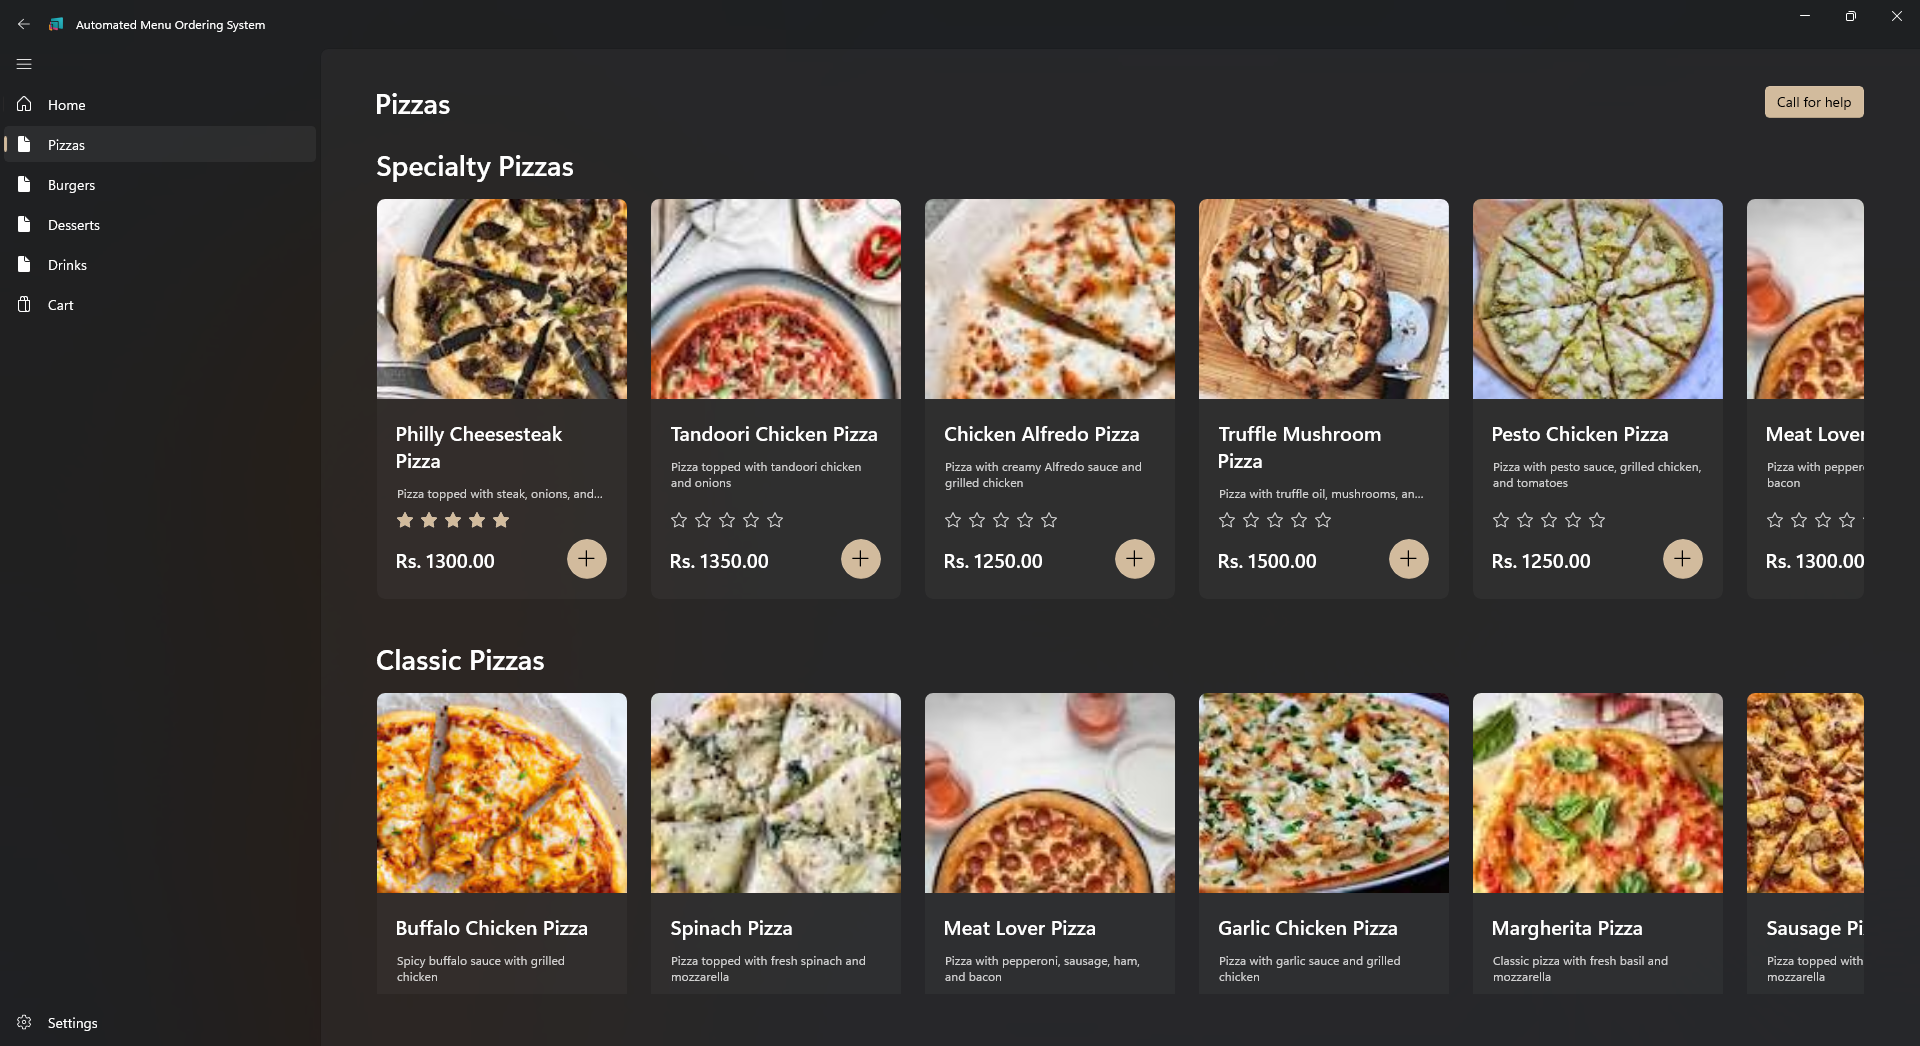 Automated Menu Ordering System
Home
Pizzas
Burgers
Desserts
Drinks
Cart
Settings
Pizzas
Call for help
Specialty Pizzas
Philly Cheesesteak
Pizza
Pizza topped with steak, onions, and...
Rs. 1300.00
Tandoori Chicken Pizza
Pizza topped with tandoori chicken
and onions
Rs. 1350.00
Chicken Alfredo Pizza
Pizza with creamy Alfredo sauce and
grilled chicken
Rs. 1250.00
Truffle Mushroom
Pizza
Pizza with truffle oil, mushrooms, an...
Rs. 1500.00
Pesto Chicken Pizza
Pizza with pesto sauce, grilled chicken,
and tomatoes
Rs. 1250.00
Meat Lover
Pizza with pepper
bacon
Rs. 1300.00
Classic Pizzas
Buffalo Chicken Pizza
Spicy buffalo sauce with grilled
chicken
Spinach Pizza
Pizza topped with fresh spinach and
mozzarella
Meat Lover Pizza
Pizza with pepperoni, sausage, ham,
and bacon
Garlic Chicken Pizza
Pizza with garlic sauce and grilled
chicken
Margherita Pizza
Classic pizza with fresh basil and
mozzarella
Sausage Pi
Pizza topped with
mozzarella